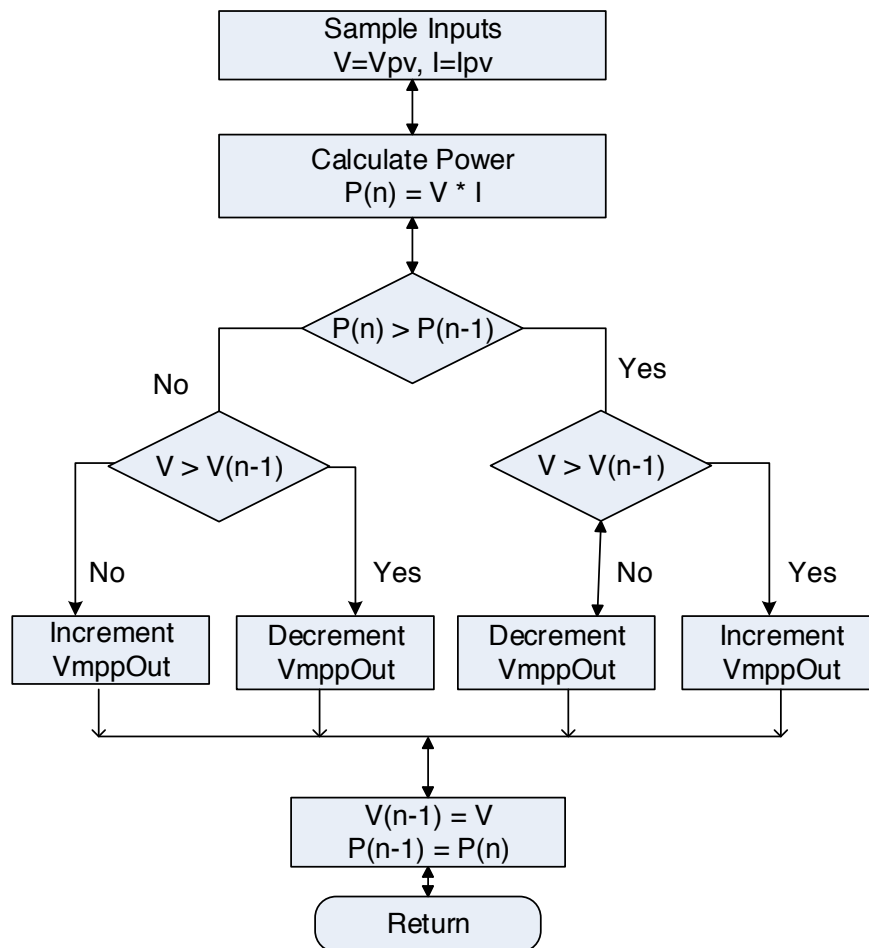 Sample Inputs
V=Vpv, I=Ipv
Calculate Power
P(n) = V * I
P(n) > P(n-1)
No
Yes
V > V(n-1)
V > V(n-1)
No
Yes
No
Yes
Increment
VmppOut
Decrement
VmppOut
Decrement
VmppOut
Increment
VmppOut
V(n-1) = V
P(n-1) = P(n)
Return